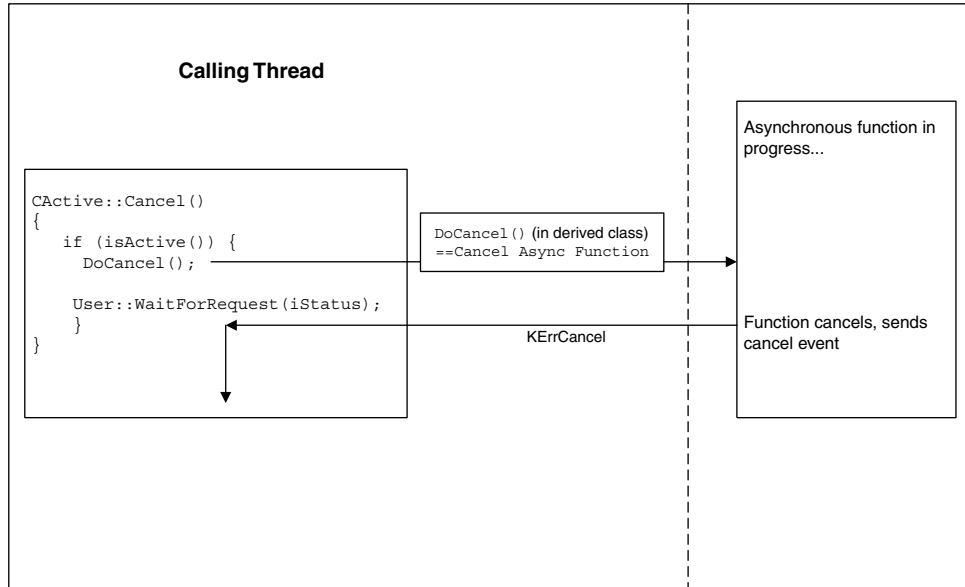 Calling Thread
CActive::Cancel()
{
if (isActive()) {
DoCancel();
User::WaitForRequest(iStatus);
}
}
DoCancel() (in derived class)
==Cancel Async Function
KErrCancel
Asynchronous function in
progress...
Function cancels, sends
cancel event